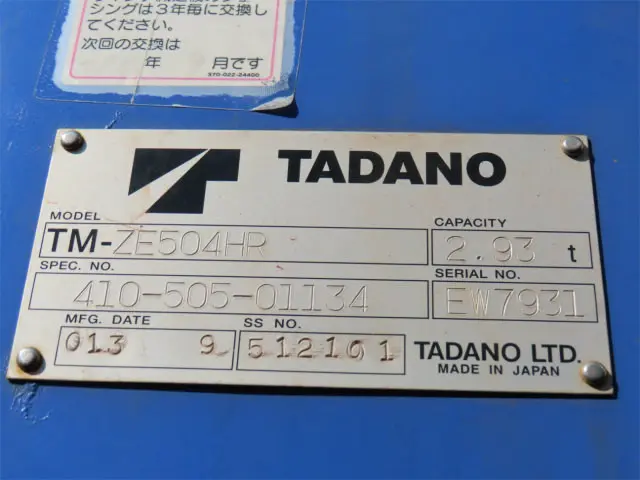 シングは3年毎に交換し
てください。
次回の交換は
年 月です
TADANO
MODEL
TM-ZE504HR
CAPACITY
2.93 t
SPEC. NO.
410-505-01134
SERIAL NO.
EW7931
MFG. DATE
013 9
SS NO.
512101
TADANO LTD.
MADE IN JAPAN